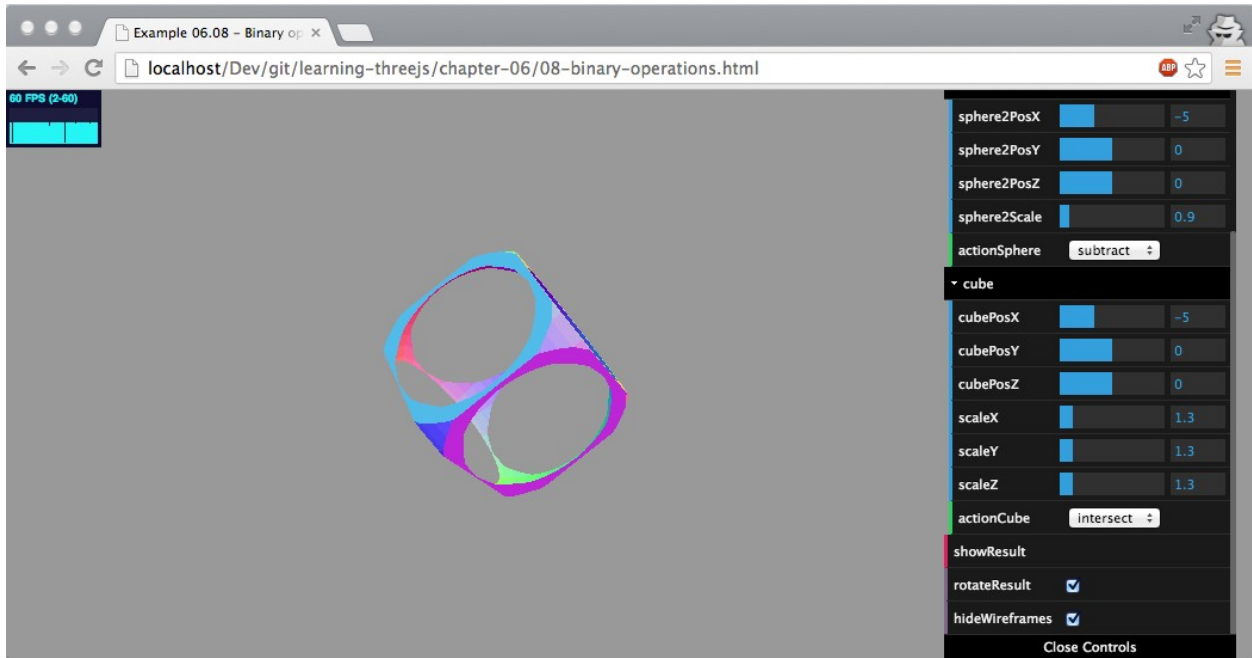 Example 06.08 – Binary op
localhost/Dev/git/learning-threejs/chapter-06/08-binary-operations.html
ABP
60 FPS (2-60)
sphere2PosX -5
sphere2PosY 0
sphere2PosZ 0
sphere2Scale 0.9
actionSphere subtract
cube
cubePosX -5
cubePosY 0
cubePosZ 0
scaleX 1.3
scaleY 1.3
scaleZ 1.3
actionCube intersect
showResult
rotateResult
hideWireframes
Close Controls